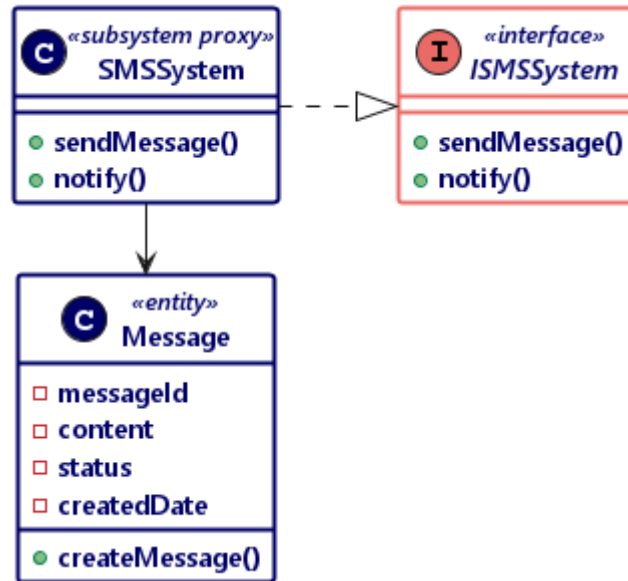 C «subsystem proxy»
SMSSystem
sendMessage()
notify()
I «interface»
ISMSSystem
sendMessage()
notify()
C «entity»
Message
messageId
content
status
createdDate
createMessage()